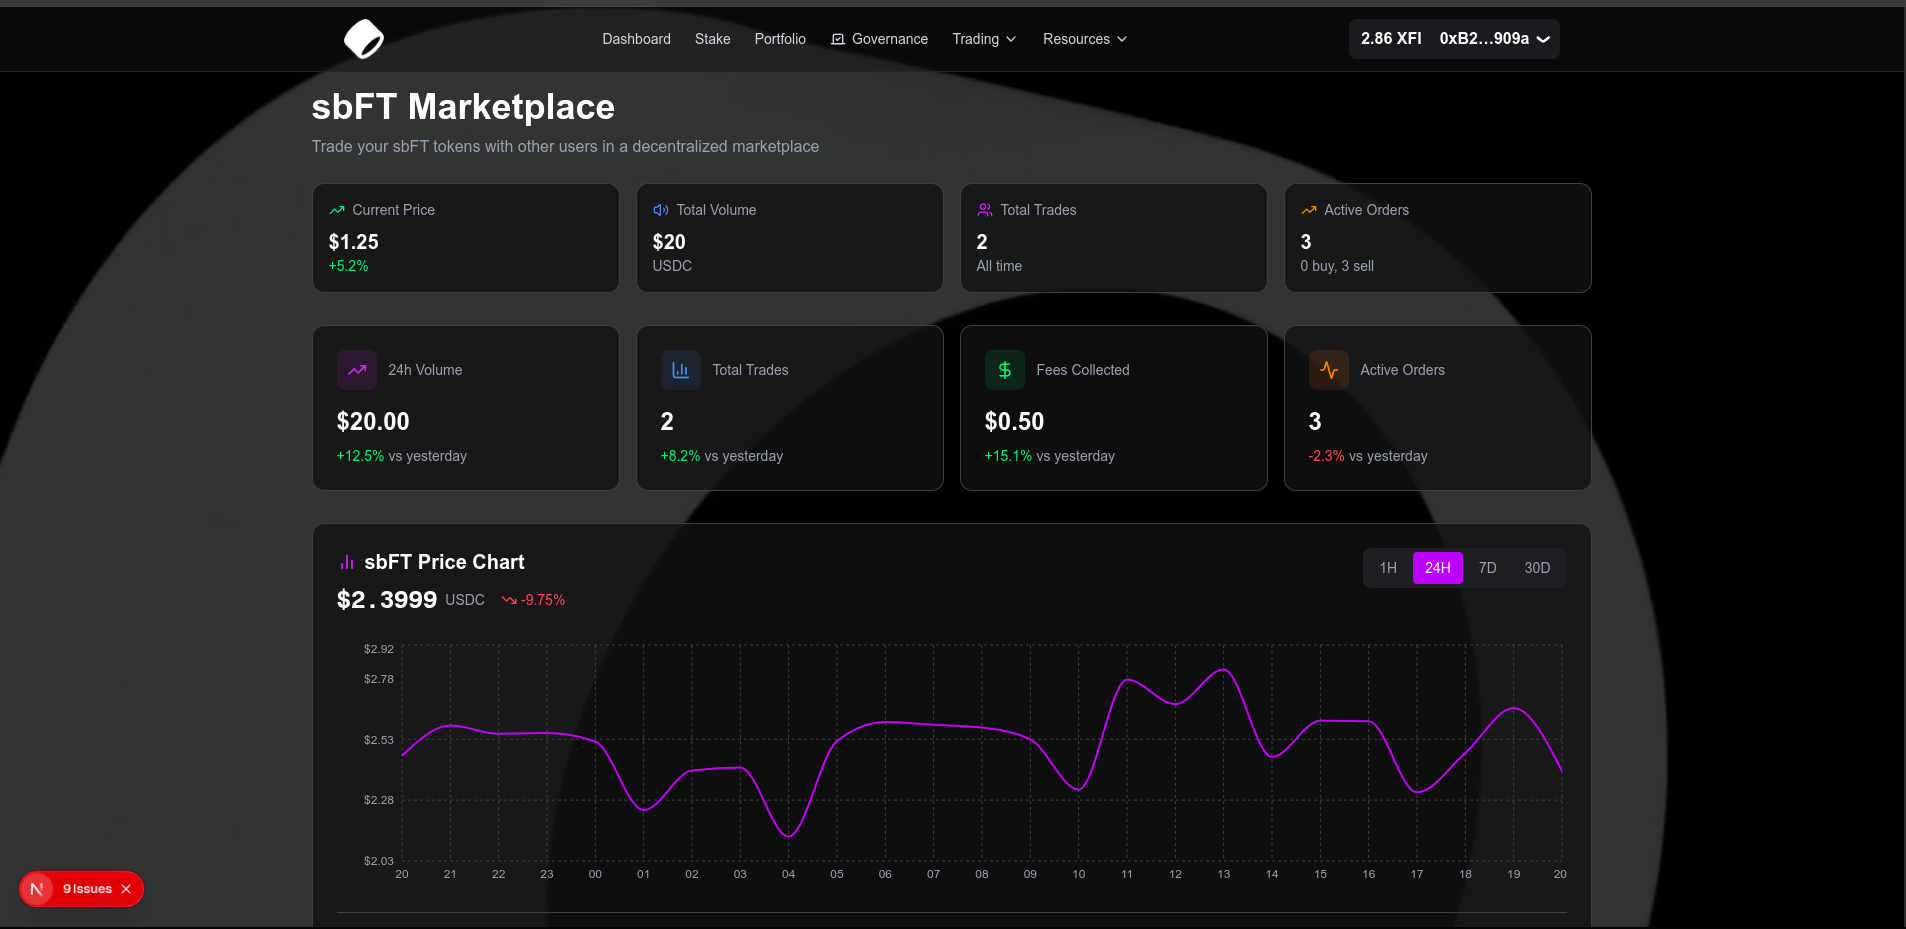 Dashboard Stake Portfolio Governance Trading Resources 2.86 XFI 0xB2...909a
sbFT Marketplace
Trade your sbFT tokens with other users in a decentralized marketplace
Current Price Total Volume Total Trades Active Orders
$1.25 $20 2 3
+5.2% USDC All time 0 buy, 3 sell
24h Volume Total Trades Fees Collected Active Orders
$20.00 2 $0.50 3
+12.5% vs yesterday +8.2% vs yesterday +15.1% vs yesterday -2.3% vs yesterday
sbFT Price Chart 1H 24H 7D 30D
$2.3999 USDC -9.75%
$2.92
$2.78
$2.53
$2.28
$2.03
20 21 22 23 00 01 02 03 04 05 06 07 08 09 10 11 12 13 14 15 16 17 18 19 20
N 9 Issues